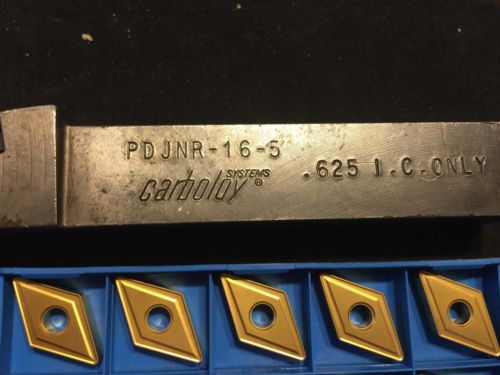 PDJNR-16-5
carboloy SYSTEMS ®
.625 I.C. ONLY